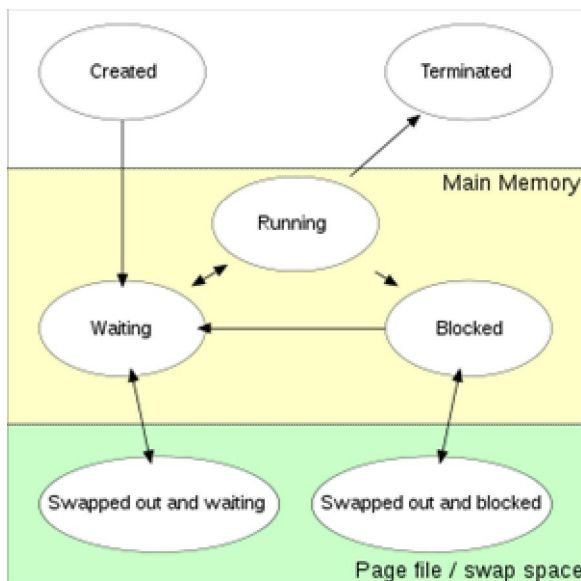 Created
Terminated
Main Memory
Running
Waiting
Blocked
Swapped out and waiting
Swapped out and blocked
Page file / swap space